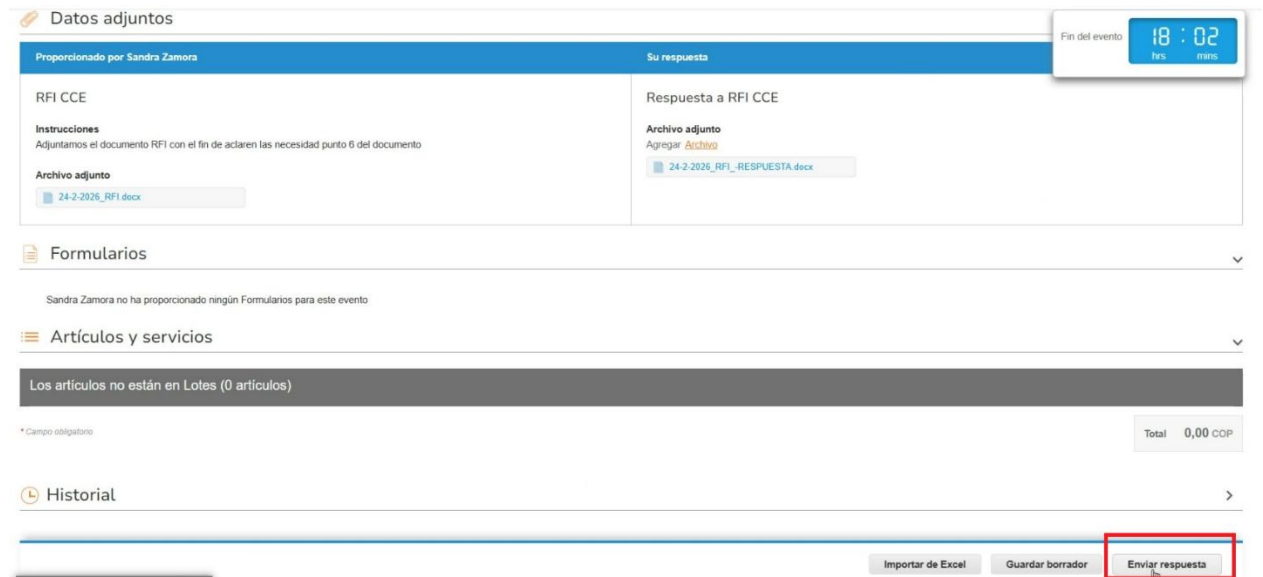 Datos adjuntos
Fin del evento
18 : 02
hrs mins
Proporcionado por Sandra Zamora
Su respuesta
RFI CCE
Respuesta a RFI CCE
Instrucciones
Adjuntamos el documento RFI con el fin de aclaren las necesidad punto 6 del documento
Archivo adjunto
Agregar Archivo
24-2-2026_RFI_-RESPUESTA.docx
Archivo adjunto
24-2-2026_RFI.docx
Formularios
Sandra Zamora no ha proporcionado ningún Formularios para este evento
Artículos y servicios
Los artículos no están en Lotes (0 artículos)
* Campo obligatorio
Total 0,00 COP
Historial
Importar de Excel
Guardar borrador
Enviar respuesta